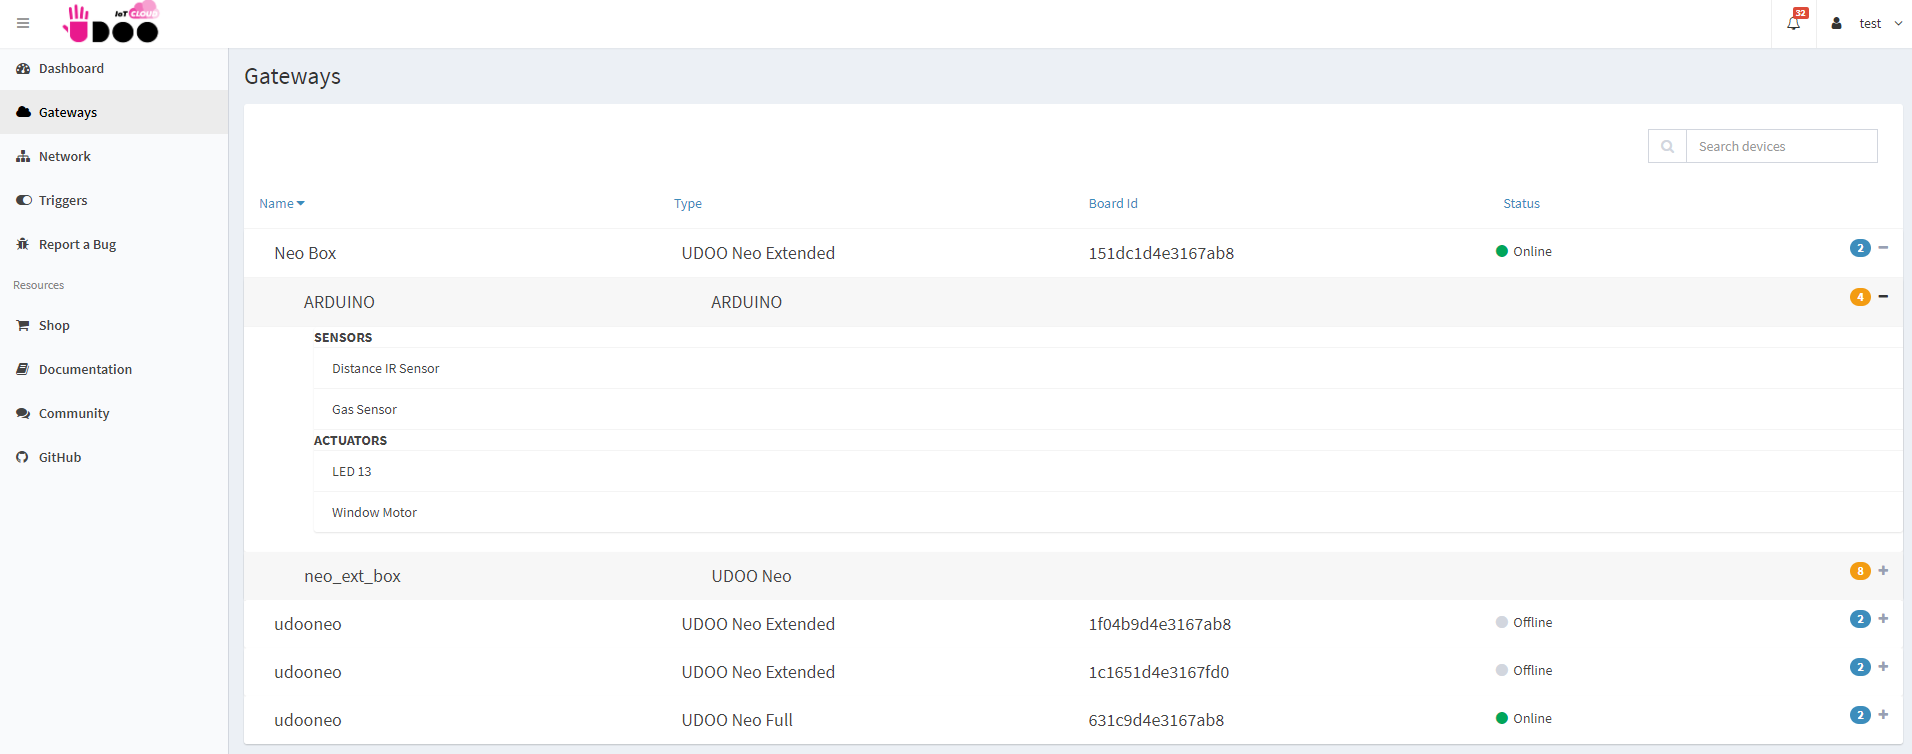 IoT CLOUD
UDOO
32
test
Dashboard
Gateways
Network
Triggers
Report a Bug
Resources
Shop
Documentation
Community
GitHub
Gateways
Search devices
Name Type Board Id Status
Neo Box UDOO Neo Extended 151dc1d4e3167ab8 Online 2
ARDUINO ARDUINO 4
SENSORS
Distance IR Sensor
Gas Sensor
ACTUATORS
LED 13
Window Motor
neo_ext_box UDOO Neo 8
udooneo UDOO Neo Extended 1f04b9d4e3167ab8 Offline 2
udooneo UDOO Neo Extended 1c1651d4e3167fd0 Offline 2
udooneo UDOO Neo Full 631c9d4e3167ab8 Online 2